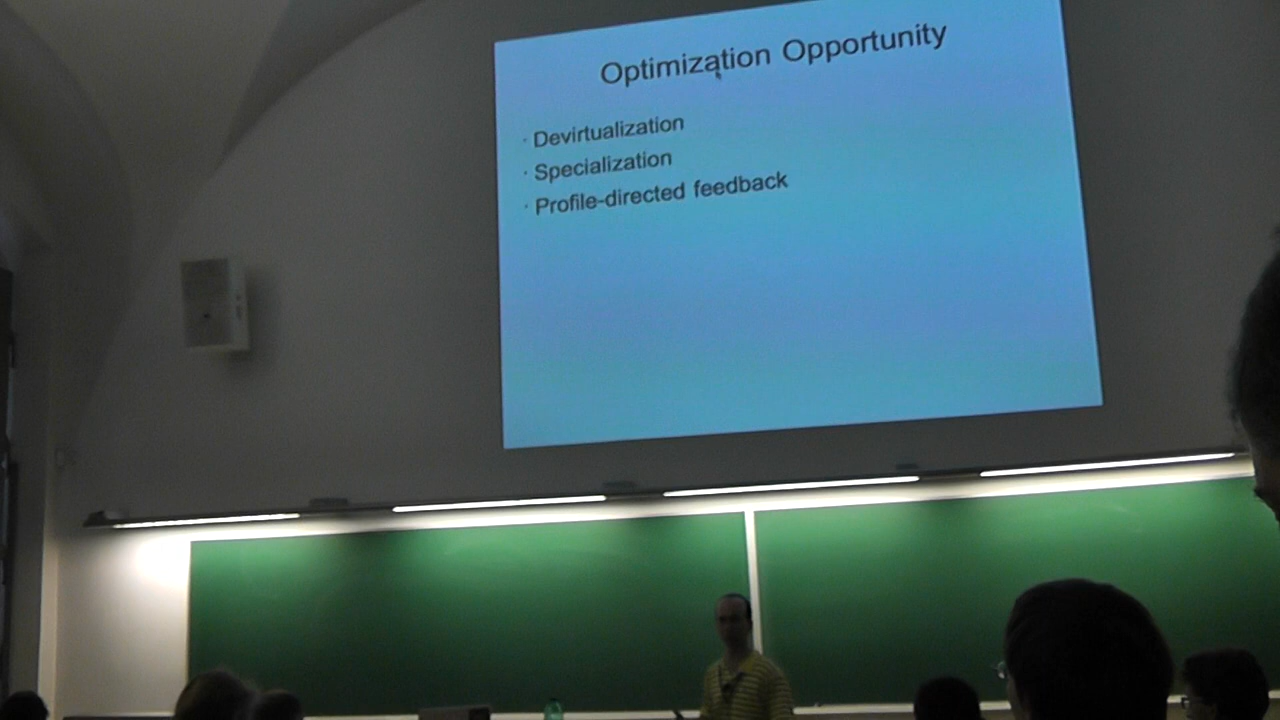 Optimization Opportunity
· Devirtualization
· Specialization
· Profile-directed feedback